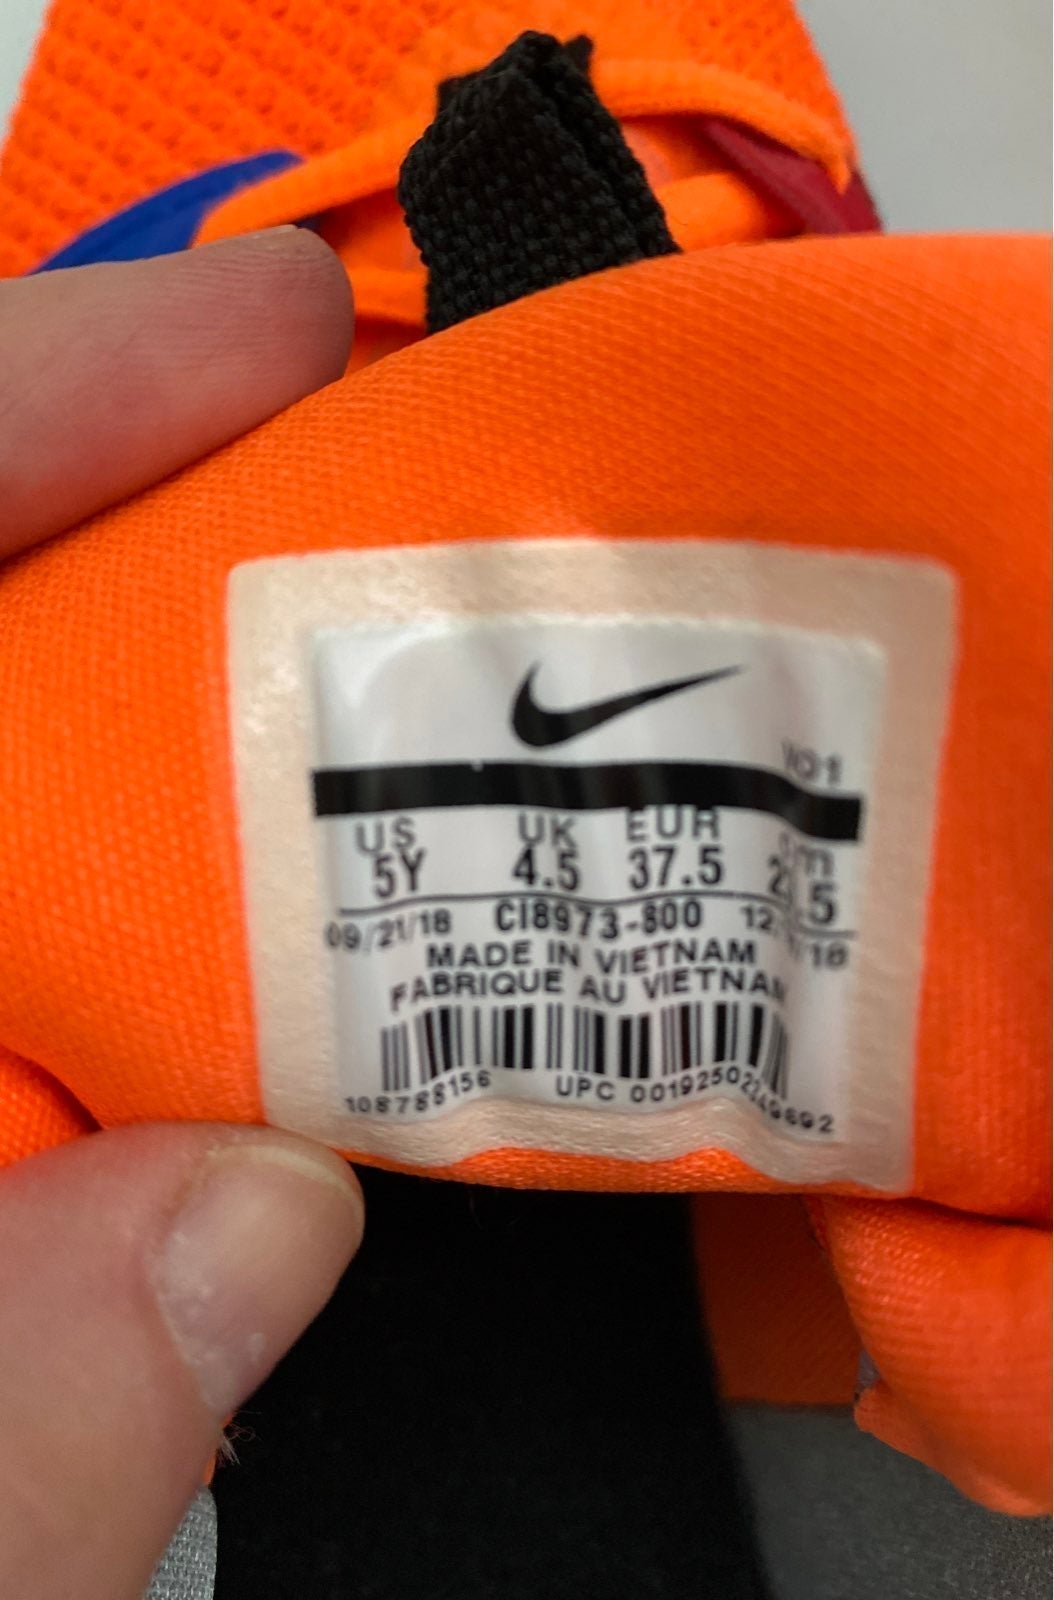 US UK EUR cm
5Y 4.5 37.5
09/21/18 CI8973-800
MADE IN VIETNAM
FABRIQUE AU VIETNAM
108788156 UPC